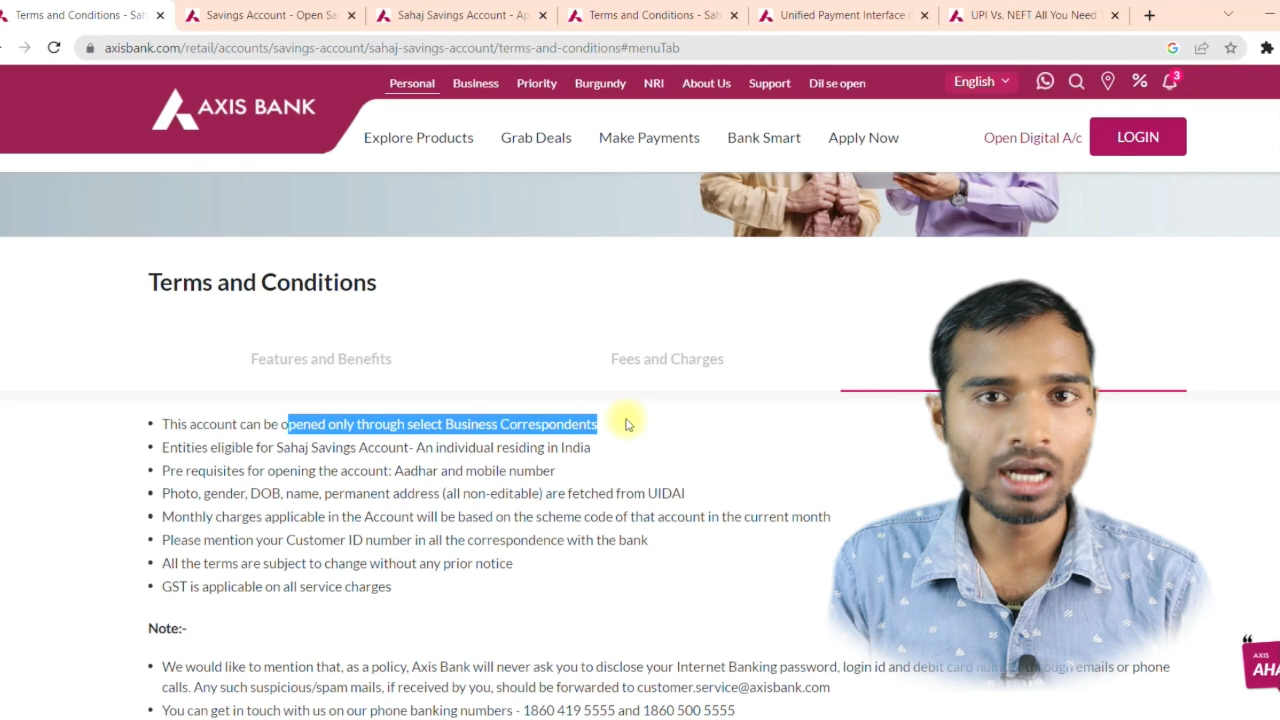 Terms and Conditions - Sah
Savings Account - Open Sa
Sahaj Savings Account - Ap
Terms and Conditions - Sah
Unified Payment Interface
UPI Vs. NEFT All You Need
axisbank.com/retail/accounts/savings-account/sahaj-savings-account/terms-and-conditions#menuTab
AXIS BANK
Personal Business Priority Burgundy NRI About Us Support Dil se open English 3
Explore Products Grab Deals Make Payments Bank Smart Apply Now Open Digital A/c LOGIN
Terms and Conditions
Features and Benefits Fees and Charges
• This account can be opened only through select Business Correspondents
• Entities eligible for Sahaj Savings Account- An individual residing in India
• Pre requisites for opening the account: Aadhar and mobile number
• Photo, gender, DOB, name, permanent address (all non-editable) are fetched from UIDAI
• Monthly charges applicable in the Account will be based on the scheme code of that account in the current month
• Please mention your Customer ID number in all the correspondence with the bank
• All the terms are subject to change without any prior notice
• GST is applicable on all service charges
Note:-
• We would like to mention that, as a policy, Axis Bank will never ask you to disclose your Internet Banking password, login id and debit card through emails or phone
calls. Any such suspicious/spam mails, if received by you, should be forwarded to customer.service@axisbank.com
• You can get in touch with us on our phone banking numbers - 1860 419 5555 and 1860 500 5555
AXIS
AHA